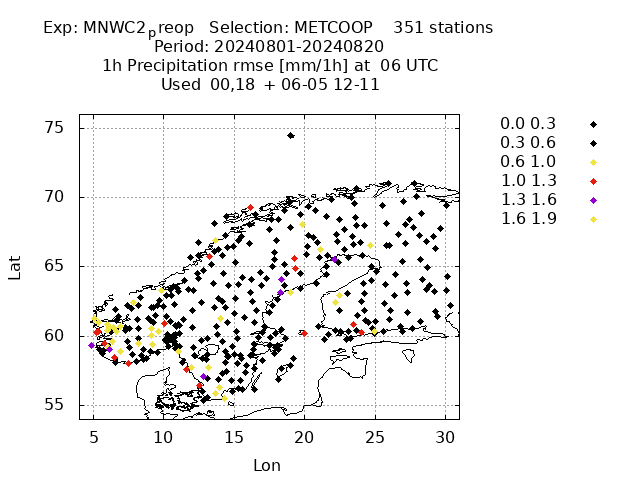 Exp: MNWC2preop   Selection: METCOOP    351 stations
Period: 20240801-20240820
1h Precipitation rmse [mm/1h] at  06 UTC
Used  00,18  + 06-05 12-11
75
70
65
60
55
5 10 15 20 25 30
Lat
Lon
0.0 0.3
0.3 0.6
0.6 1.0
1.0 1.3
1.3 1.6
1.6 1.9